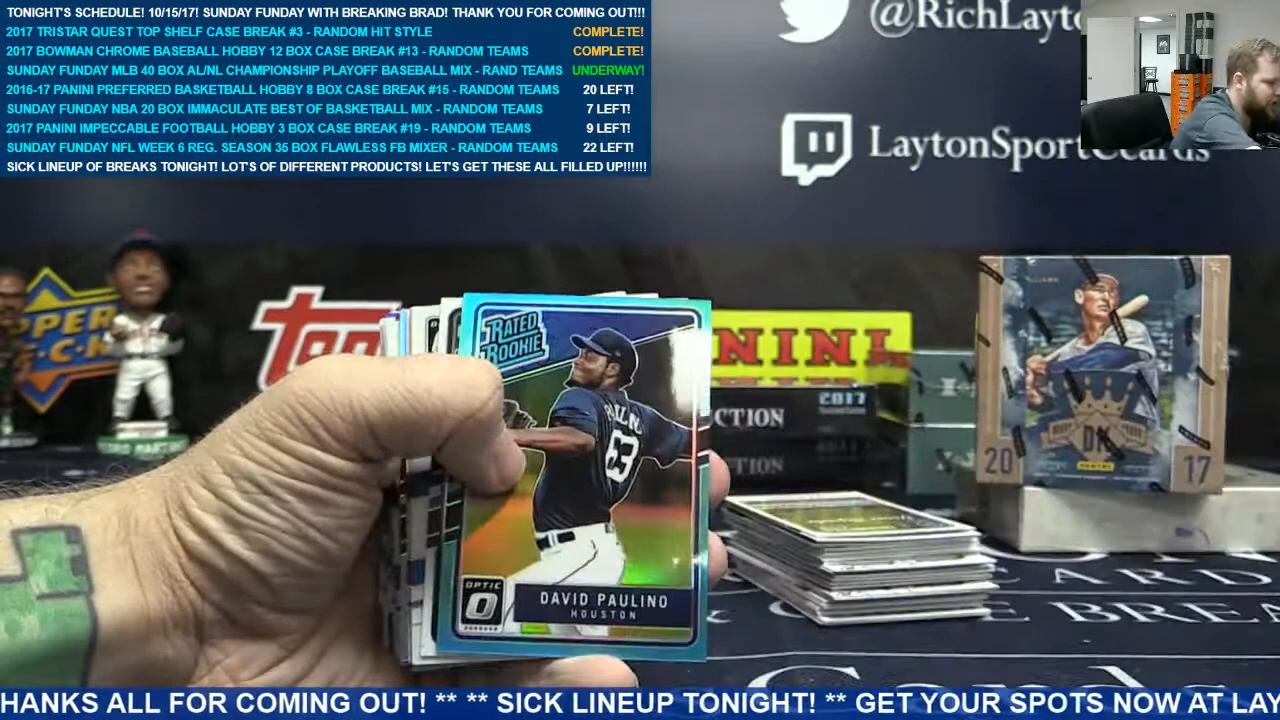 TONIGHT'S SCHEDULE! 10/15/17! SUNDAY FUNDAY WITH BREAKING BRAD! THANK YOU FOR COMING OUT!!!
2017 TRISTAR QUEST TOP SHELF CASE BREAK #3 - RANDOM HIT STYLE COMPLETE!
2017 BOWMAN CHROME BASEBALL HOBBY 12 BOX CASE BREAK #13 - RANDOM TEAMS COMPLETE!
SUNDAY FUNDAY MLB 40 BOX AL/NL CHAMPIONSHIP PLAYOFF BASEBALL MIX - RAND TEAMS UNDERWAY!
2016-17 PANINI PREFERRED BASKETBALL HOBBY 8 BOX CASE BREAK #15 - RANDOM TEAMS 20 LEFT!
SUNDAY FUNDAY NBA 20 BOX IMMACULATE BEST OF BASKETBALL MIX - RANDOM TEAMS 7 LEFT!
2017 PANINI IMPECCABLE FOOTBALL HOBBY 3 BOX CASE BREAK #19 - RANDOM TEAMS 9 LEFT!
SUNDAY FUNDAY NFL WEEK 6 REG. SEASON 35 BOX FLAWLESS FB MIXER - RANDOM TEAMS 22 LEFT!
SICK LINEUP OF BREAKS TONIGHT! LOT'S OF DIFFERENT PRODUCTS! LET'S GET THESE ALL FILLED UP!!!!!!
@RichLayto
LaytonSportsCards
RATED
ROOKIE
63
OPTIC
DAVID PAULINO
HOUSTON
2017
CTION
DK
PANINI
20 17
HANKS ALL FOR COMING OUT! ** ** SICK LINEUP TONIGHT! ** GET YOUR SPOTS NOW AT LAY